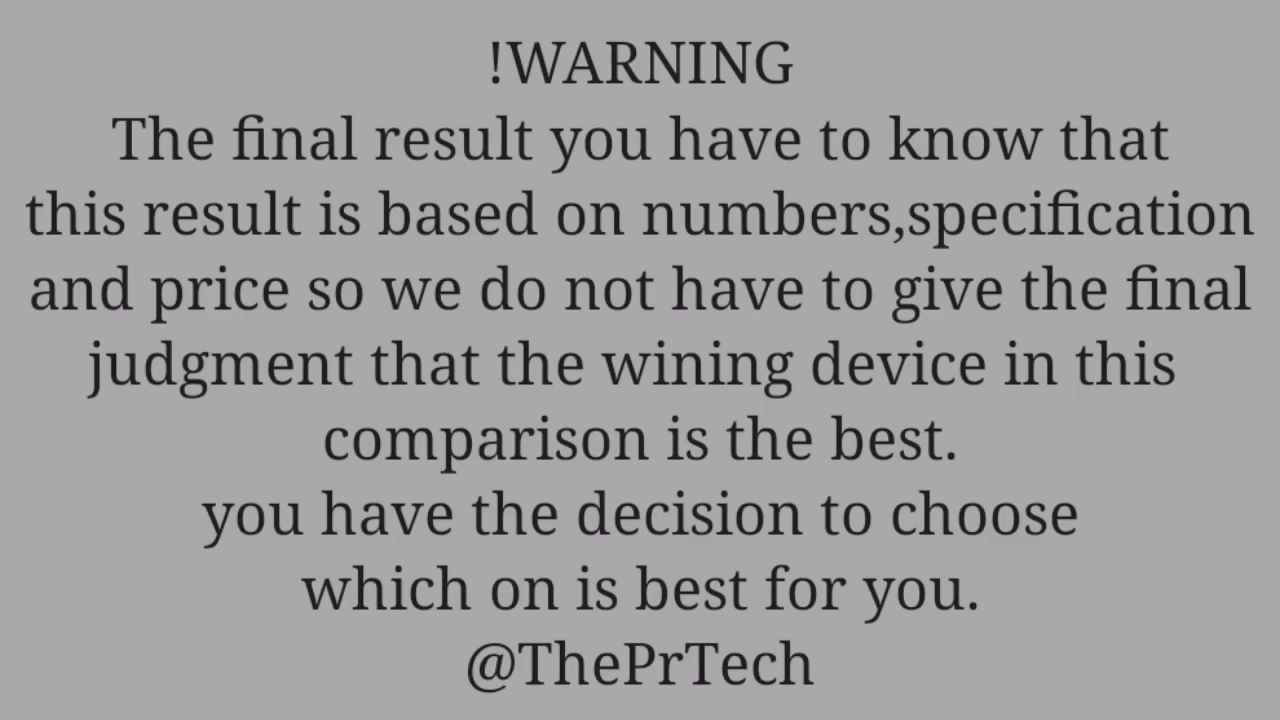 !WARNING
The final result you have to know that
this result is based on numbers,specification
and price so we do not have to give the final
judgment that the wining device in this
comparison is the best.
you have the decision to choose
which on is best for you.
@ThePrTech